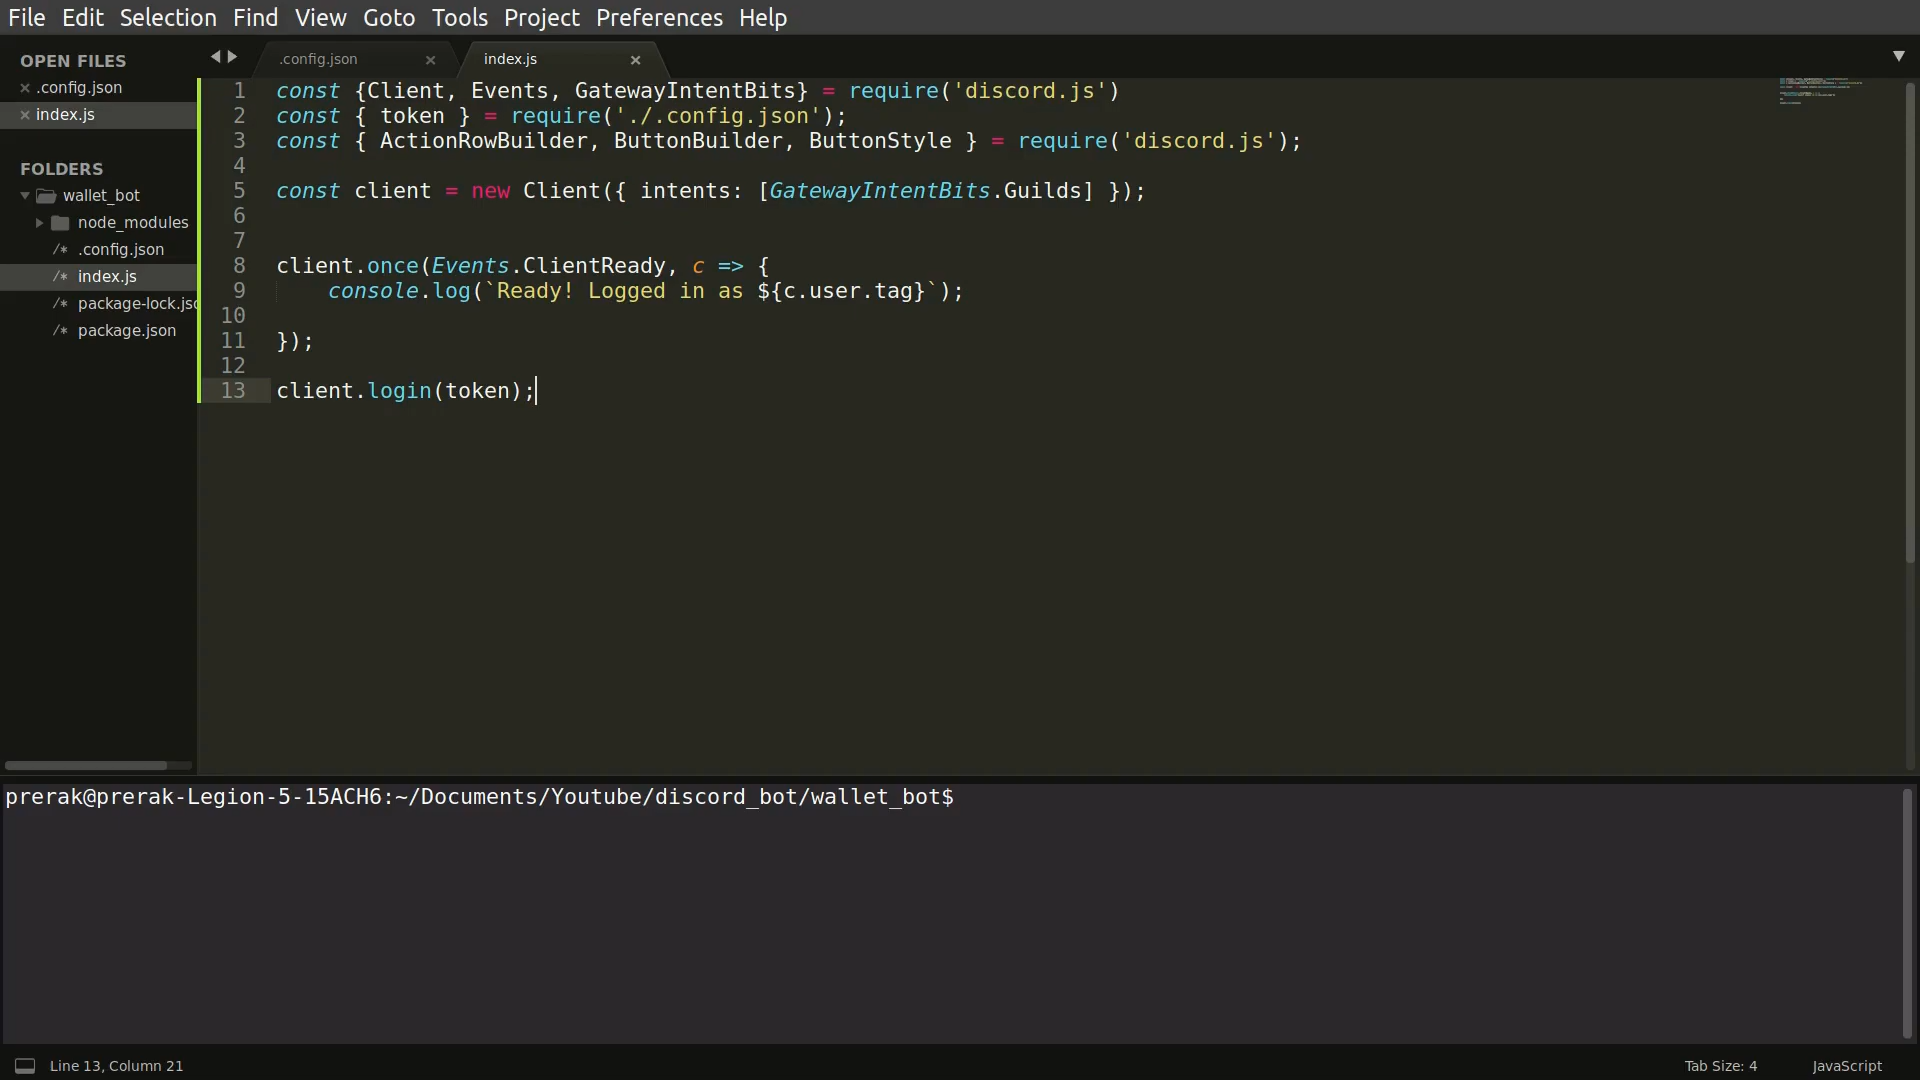 File Edit Selection Find View Goto Tools Project Preferences Help
OPEN FILES
.config.json
index.js
FOLDERS
wallet_bot
node_modules
/* .config.json
/* index.js
/* package-lock.jso
/* package.json
.config.json
index.js
1 const {Client, Events, GatewayIntentBits} = require('discord.js')
2 const { token } = require('./.config.json');
3 const { ActionRowBuilder, ButtonBuilder, ButtonStyle } = require('discord.js');
4
5 const client = new Client({ intents: [GatewayIntentBits.Guilds] });
6
7
8 client.once(Events.ClientReady, c => {
9     console.log(`Ready! Logged in as ${c.user.tag}`);
10
11 });
12
13 client.login(token);
prerak@prerak-Legion-5-15ACH6:~/Documents/Youtube/discord_bot/wallet_bot$
Line 13, Column 21
Tab Size: 4
JavaScript